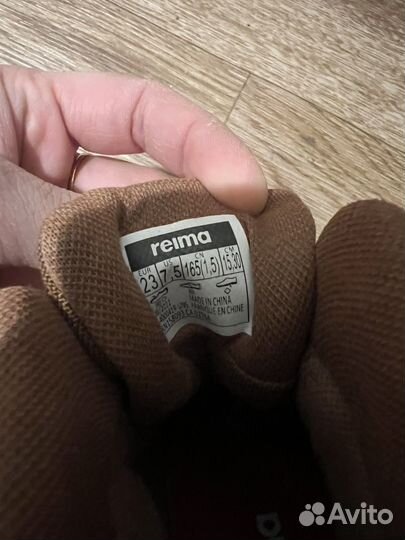 reima
EUR US CN CM
23 7,5 165(1,5) 15,30
MADE IN CHINA
FABRIQUÉ EN CHINE
Avito